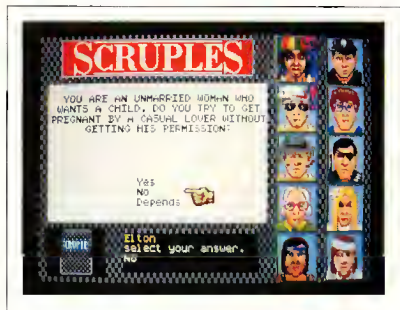 SCRUPLES
YOU ARE AN UNMARRIED WOMAN WHO
WANTS A CHILD. DO YOU TRY TO GET
PREGNANT BY A CASUAL LOVER WITHOUT
GETTING HIS PERMISSION:
Yes
No
Depends
Elton
select your answer.
No